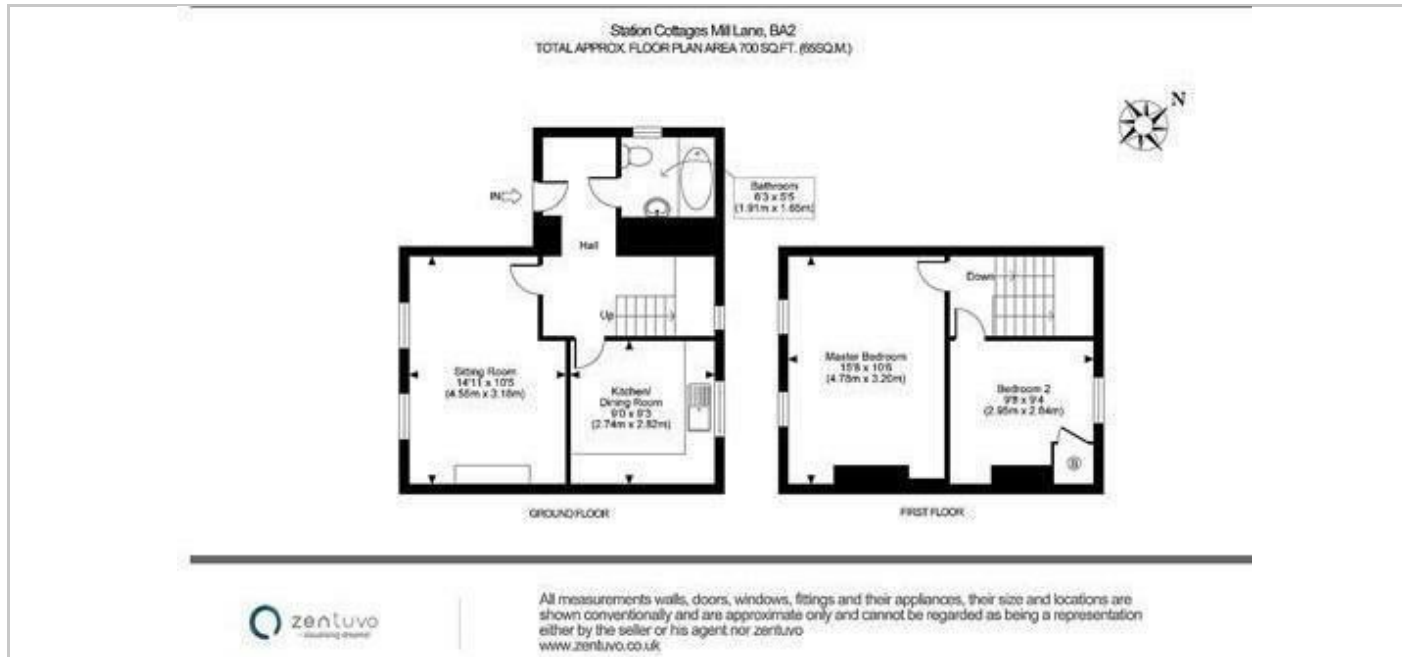 Station Cottages Mill Lane, BA2
TOTAL APPROX. FLOOR PLAN AREA 700 SQ.FT. (65SQ.M.)
N
IN
Bathroom
6'3 x 5'5
(1.91m x 1.65m)
Hall
Up
Sitting Room
14'11 x 10'5
(4.55m x 3.18m)
Kitchen/
Dining Room
9'0 x 9'3
(2.74m x 2.82m)
GROUND FLOOR
Down
Master Bedroom
15'8 x 10'6
(4.78m x 3.20m)
Bedroom 2
9'8 x 9'4
(2.95m x 2.84m)
B
FIRST FLOOR
zentuvo
visualising dreams!
All measurements walls, doors, windows, fittings and their appliances, their size and locations are
shown conventionally and are approximate only and cannot be regarded as being a representation
either by the seller or his agent nor zentuvo
www.zentuvo.co.uk